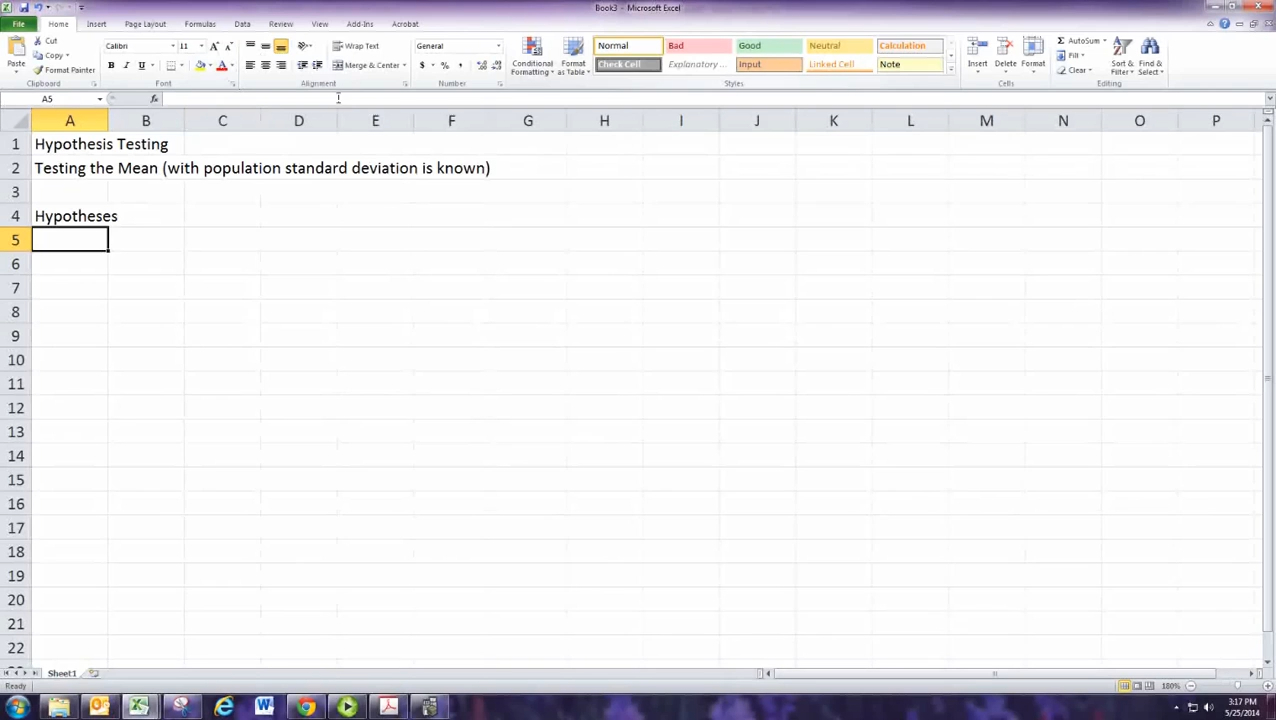 Book3 - Microsoft Excel
File Home Insert Page Layout Formulas Data Review View Add-Ins Acrobat
Paste
Cut
Copy
Format Painter
Calibri 11
B I U
Wrap Text
Merge & Center
General
$ % ,
Conditional Formatting
Format as Table
Normal Bad Good Neutral Calculation
Check Cell Explanatory ... Input Linked Cell Note
Insert Delete Format
AutoSum
Fill
Clear
Sort & Filter
Find & Select
Clipboard Font Alignment Number Styles Cells Editing
A5 fx
A B C D E F G H I J K L M N O P
1 Hypothesis Testing
2 Testing the Mean (with population standard deviation is known)
3
4 Hypotheses
5
6
7
8
9
10
11
12
13
14
15
16
17
18
19
20
21
22
Sheet1
Ready 180%
3:17 PM
5/25/2014